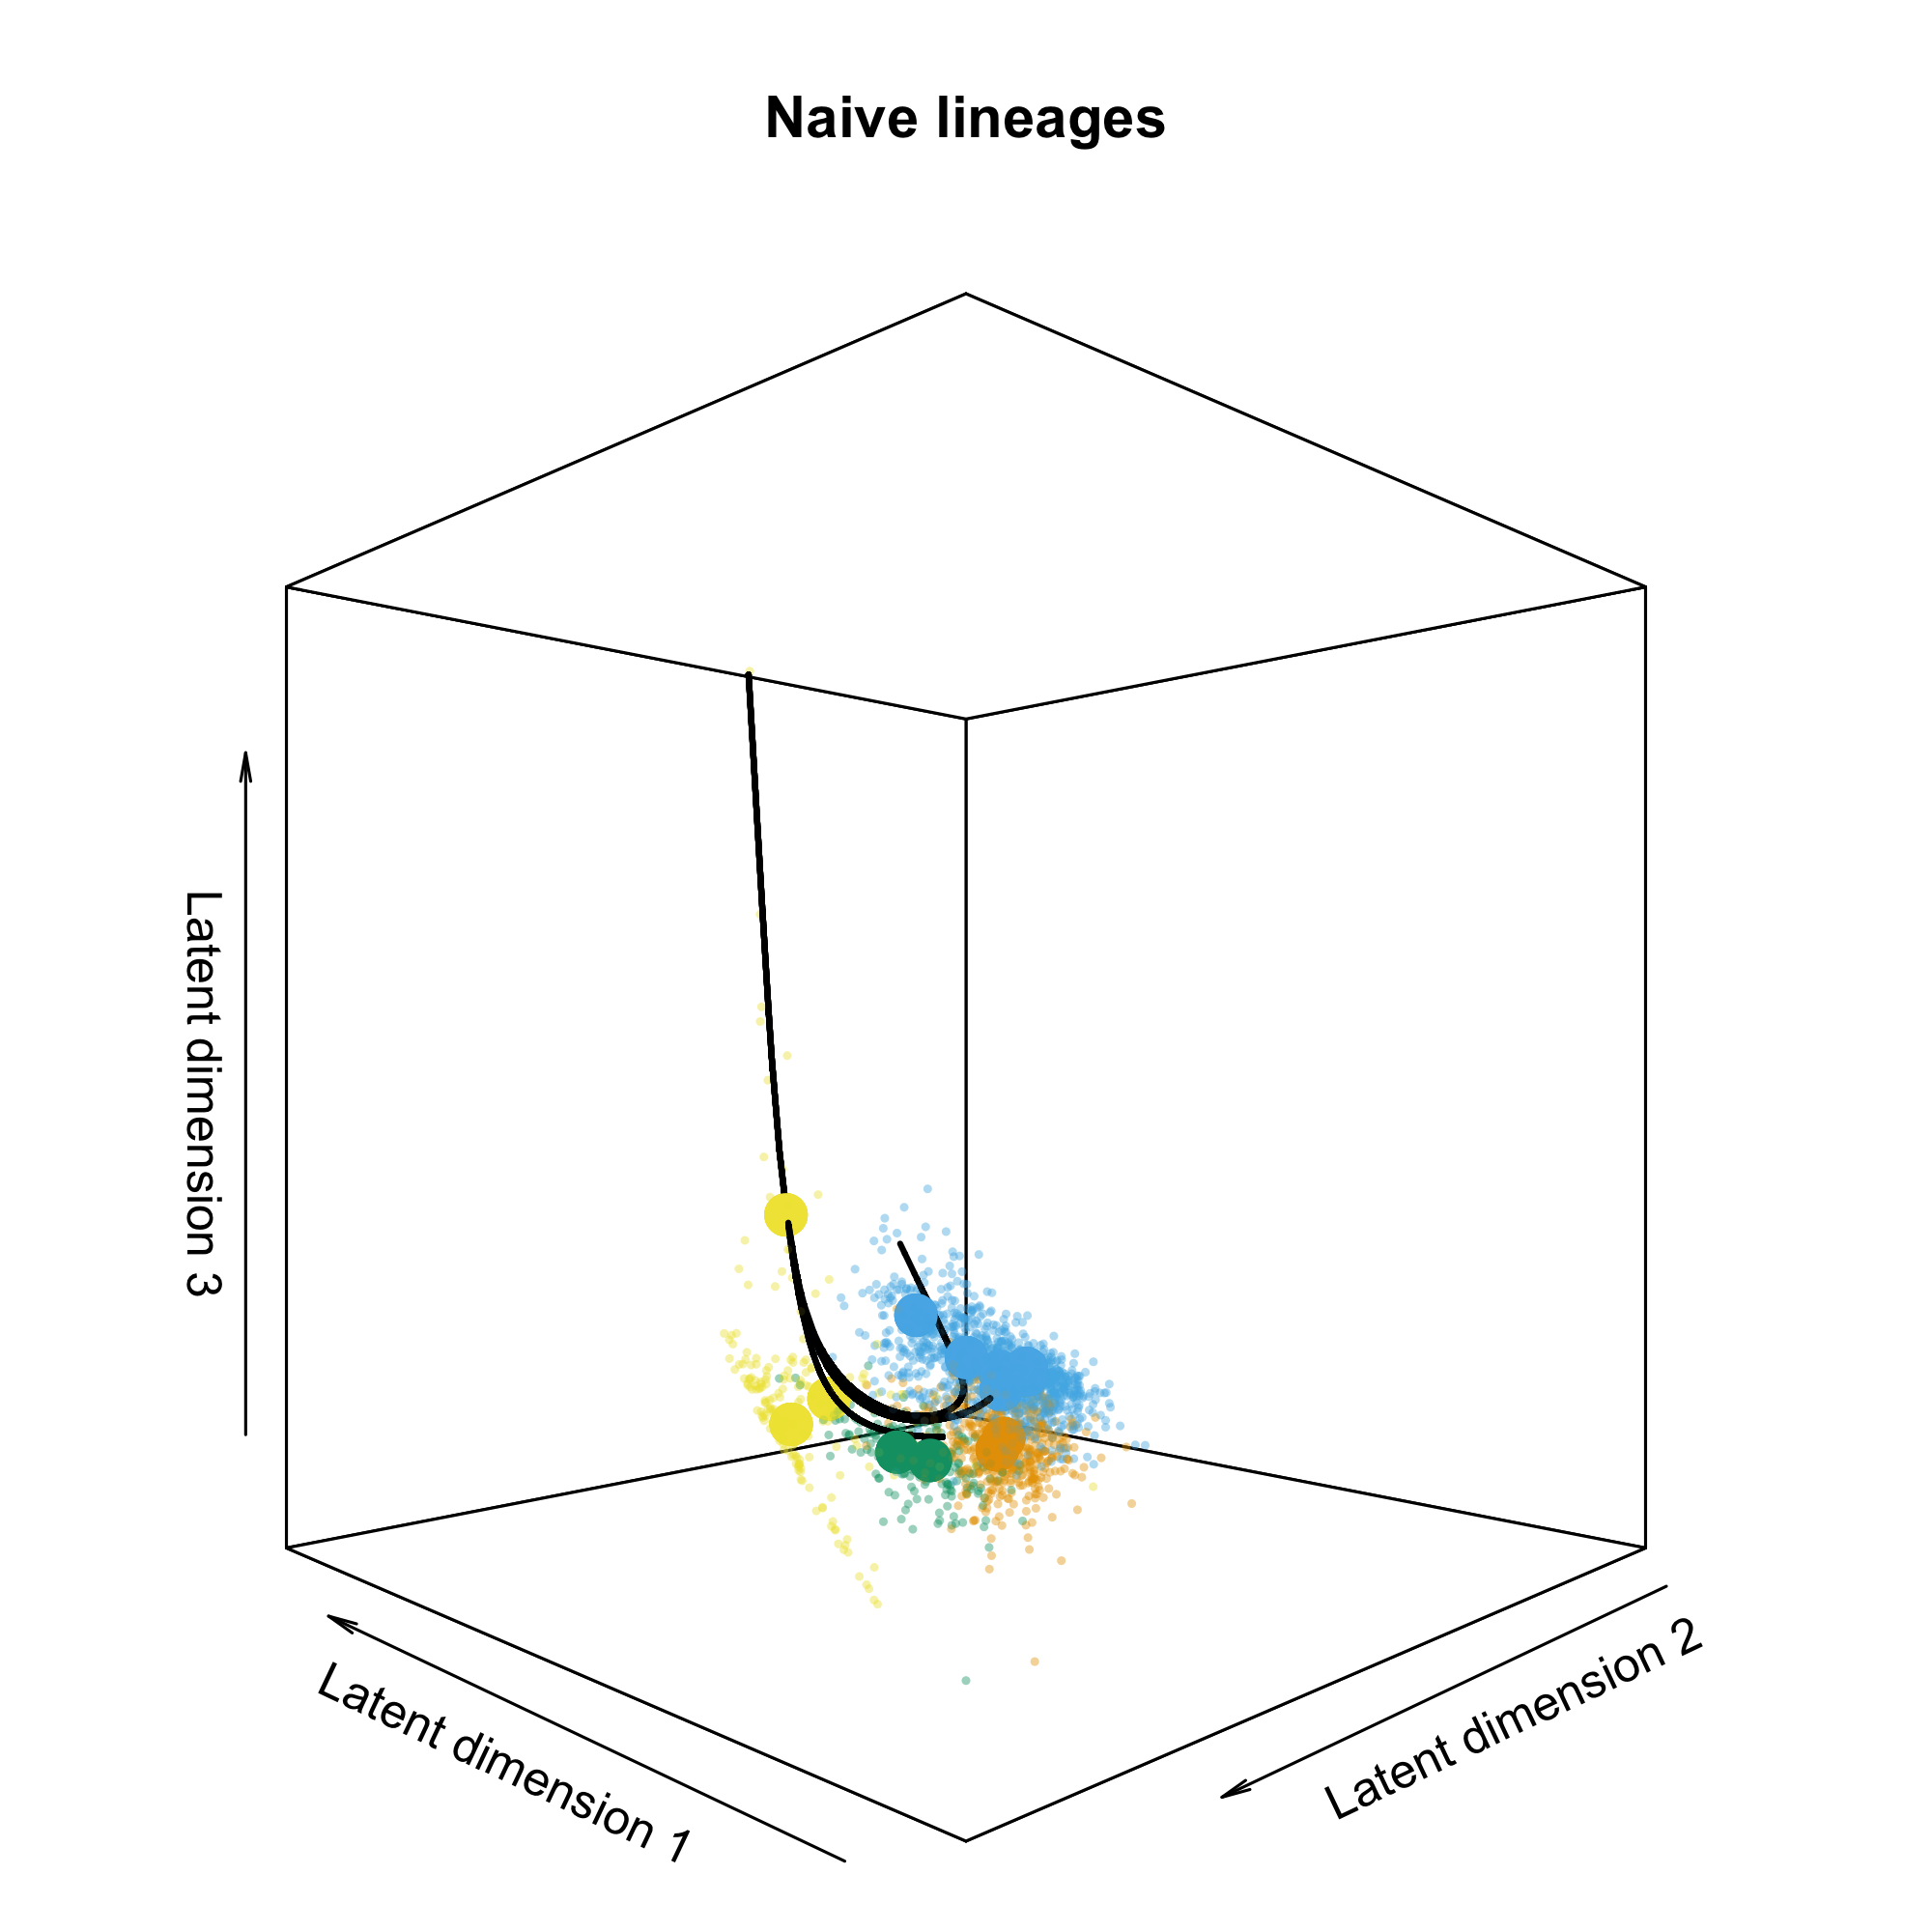 Naive lineages
Latent dimension 3
Latent dimension 1
Latent dimension 2